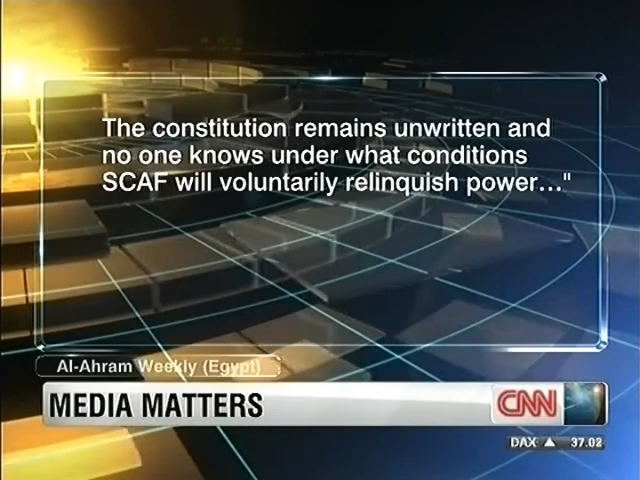 The constitution remains unwritten and
no one knows under what conditions
SCAF will voluntarily relinquish power..."
Al-Ahram Weekly (Egypt)
MEDIA MATTERS
CNN
DAX ▲ 37.02